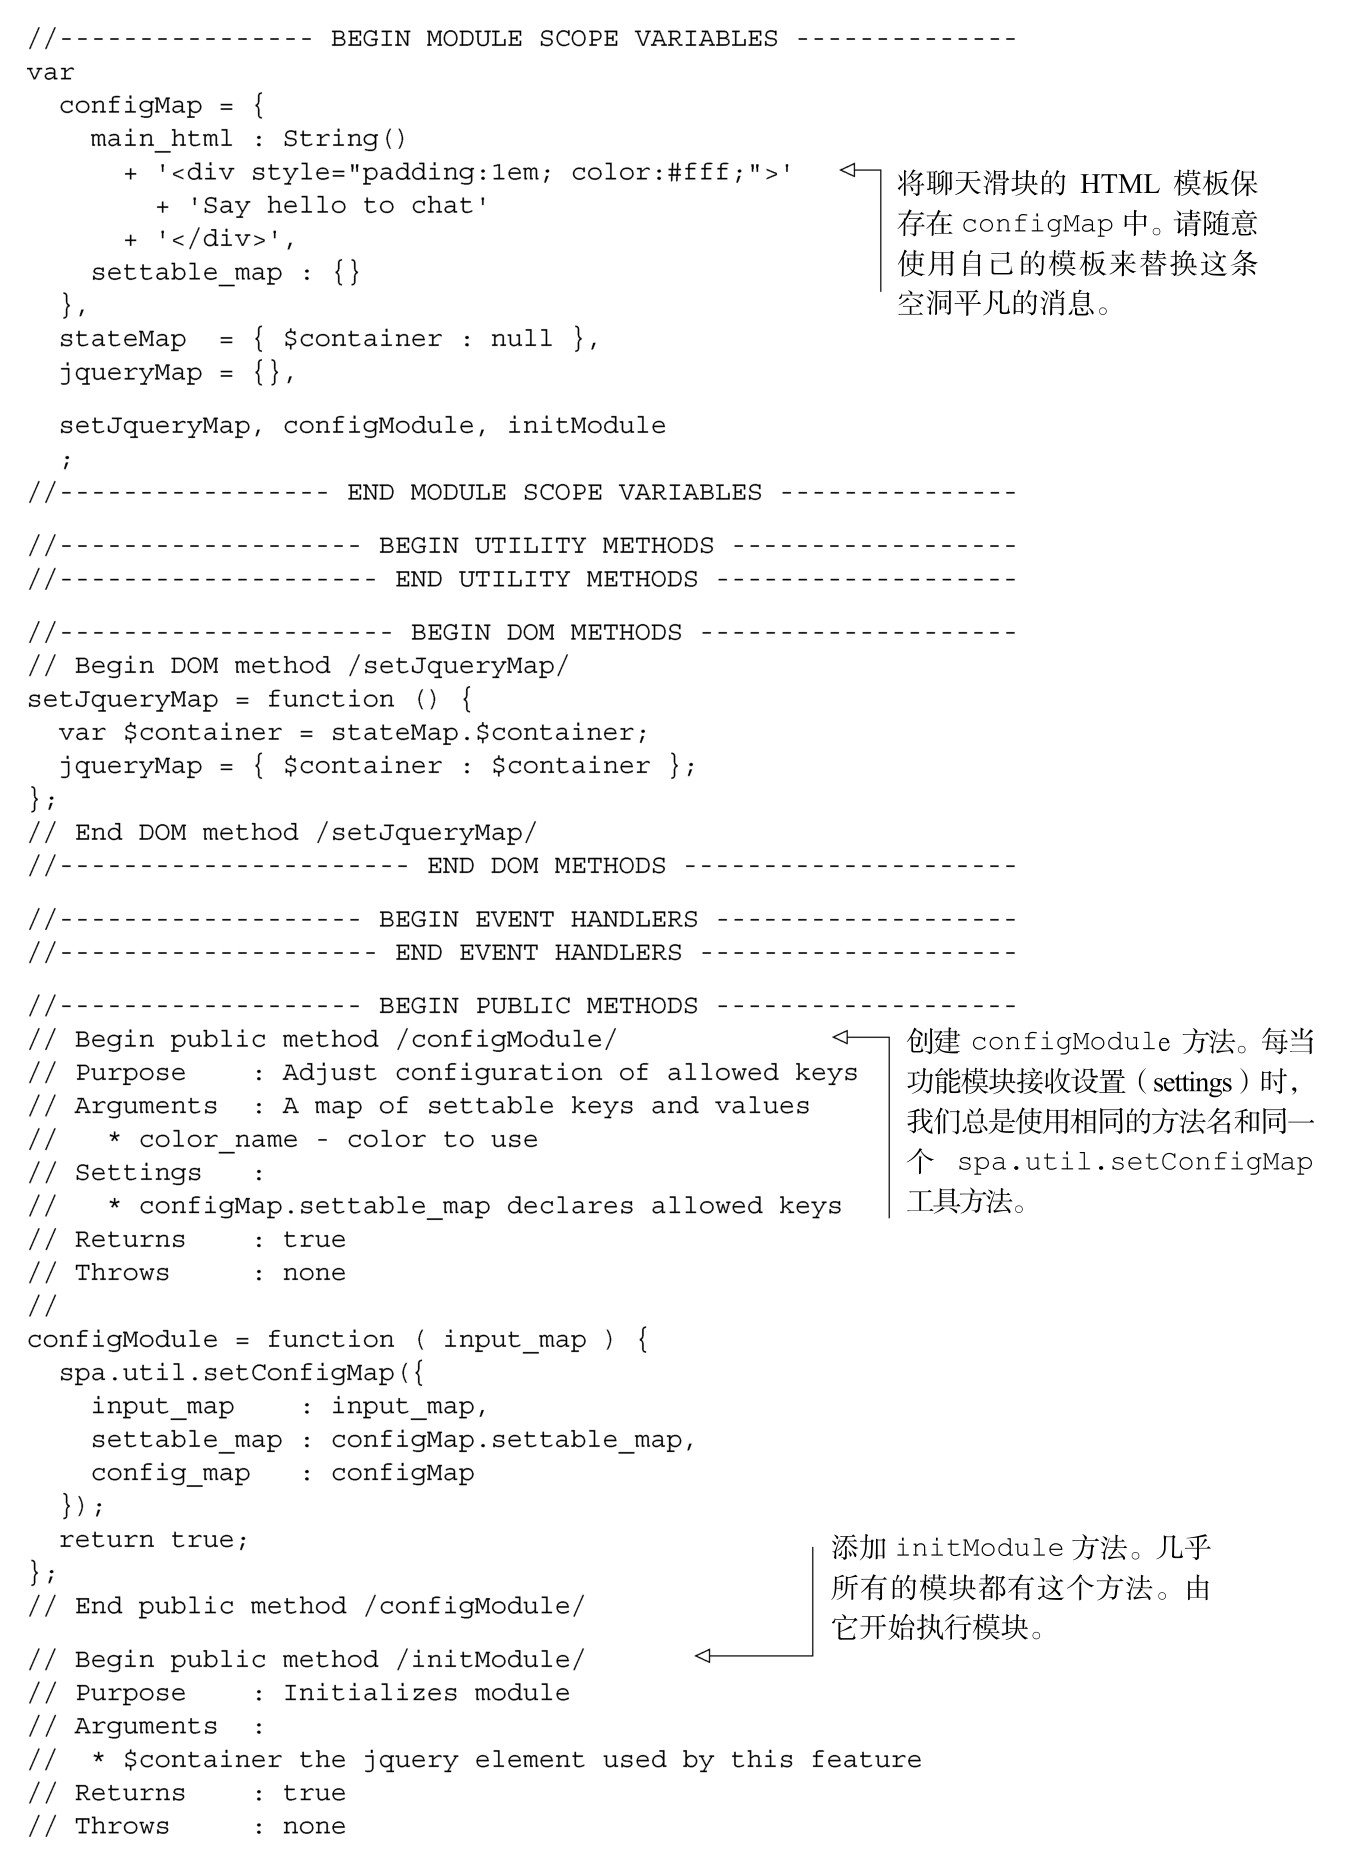 //---------------- BEGIN MODULE SCOPE VARIABLES --------------
var
  configMap = {
    main_html : String()
      + '<div style="padding:1em; color:#fff;">'
        + 'Say hello to chat'
      + '</div>',
    settable_map : {}
  },
  stateMap  = { $container : null },
  jqueryMap = {},
将聊天滑块的 HTML 模板保
存在 configMap 中。请随意
使用自己的模板来替换这条
空洞平凡的消息。
  setJqueryMap, configModule, initModule
  ;
//----------------- END MODULE SCOPE VARIABLES ---------------
//------------------- BEGIN UTILITY METHODS ------------------
//-------------------- END UTILITY METHODS -------------------
//--------------------- BEGIN DOM METHODS --------------------
// Begin DOM method /setJqueryMap/
setJqueryMap = function () {
  var $container = stateMap.$container;
  jqueryMap = { $container : $container };
};
// End DOM method /setJqueryMap/
//---------------------- END DOM METHODS ---------------------
//------------------- BEGIN EVENT HANDLERS -------------------
//-------------------- END EVENT HANDLERS --------------------
//------------------- BEGIN PUBLIC METHODS -------------------
// Begin public method /configModule/
// Purpose    : Adjust configuration of allowed keys
// Arguments  : A map of settable keys and values
//   * color_name - color to use
// Settings   :
//   * configMap.settable_map declares allowed keys
// Returns    : true
// Throws     : none
//
创建 configModule 方法。每当
功能模块接收设置（settings）时，
我们总是使用相同的方法名和同一
个 spa.util.setConfigMap
工具方法。
configModule = function ( input_map ) {
  spa.util.setConfigMap({
    input_map    : input_map,
    settable_map : configMap.settable_map,
    config_map   : configMap
  });
  return true;
};
// End public method /configModule/
添加 initModule 方法。几乎
所有的模块都有这个方法。由
它开始执行模块。
// Begin public method /initModule/
// Purpose    : Initializes module
// Arguments  :
//  * $container the jquery element used by this feature
// Returns    : true
// Throws     : none